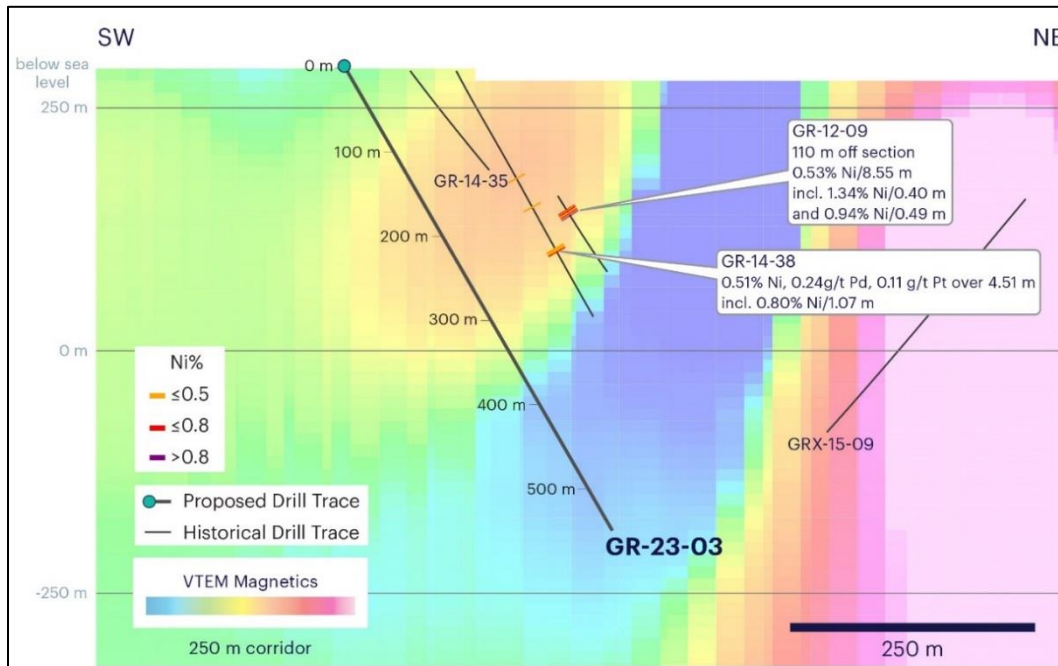 SW
NE
below sea
level
250 m
0 m
-250 m
0 m
100 m
200 m
300 m
400 m
500 m
GR-14-35
GR-12-09
110 m off section
0.53% Ni/8.55 m
incl. 1.34% Ni/0.40 m
and 0.94% Ni/0.49 m
GR-14-38
0.51% Ni, 0.24g/t Pd, 0.11 g/t Pt over 4.51 m
incl. 0.80% Ni/1.07 m
GRX-15-09
GR-23-03
Ni%
≤0.5
≤0.8
>0.8
Proposed Drill Trace
Historical Drill Trace
VTEM Magnetics
250 m corridor
250 m